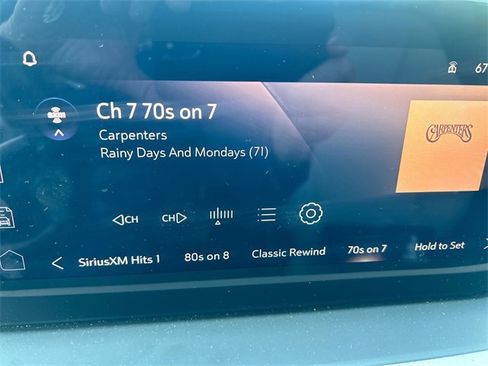 67
sxm
Ch 7 70s on 7
Carpenters
Rainy Days And Mondays (71)
CARPENTERS
CH
CH
SiriusXM Hits 1
80s on 8
Classic Rewind
70s on 7
Hold to Set